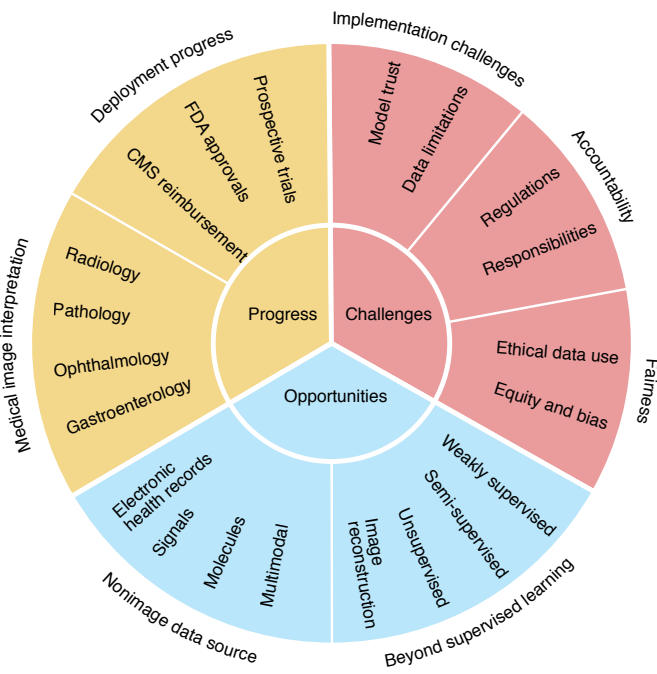 Implementation challenges
Deployment progress
Model trust
Data limitations
Prospective trials
FDA approvals
CMS reimbursement
Accountability
Regulations
Responsibilities
Medical image interpretation
Radiology
Pathology
Ophthalmology
Gastroenterology
Progress
Challenges
Opportunities
Ethical data use
Equity and bias
Fairness
Electronic
health records
Signals
Molecules
Multimodal
Image
reconstruction
Unsupervised
Semi-supervised
Weakly supervised
Nonimage data source
Beyond supervised learning